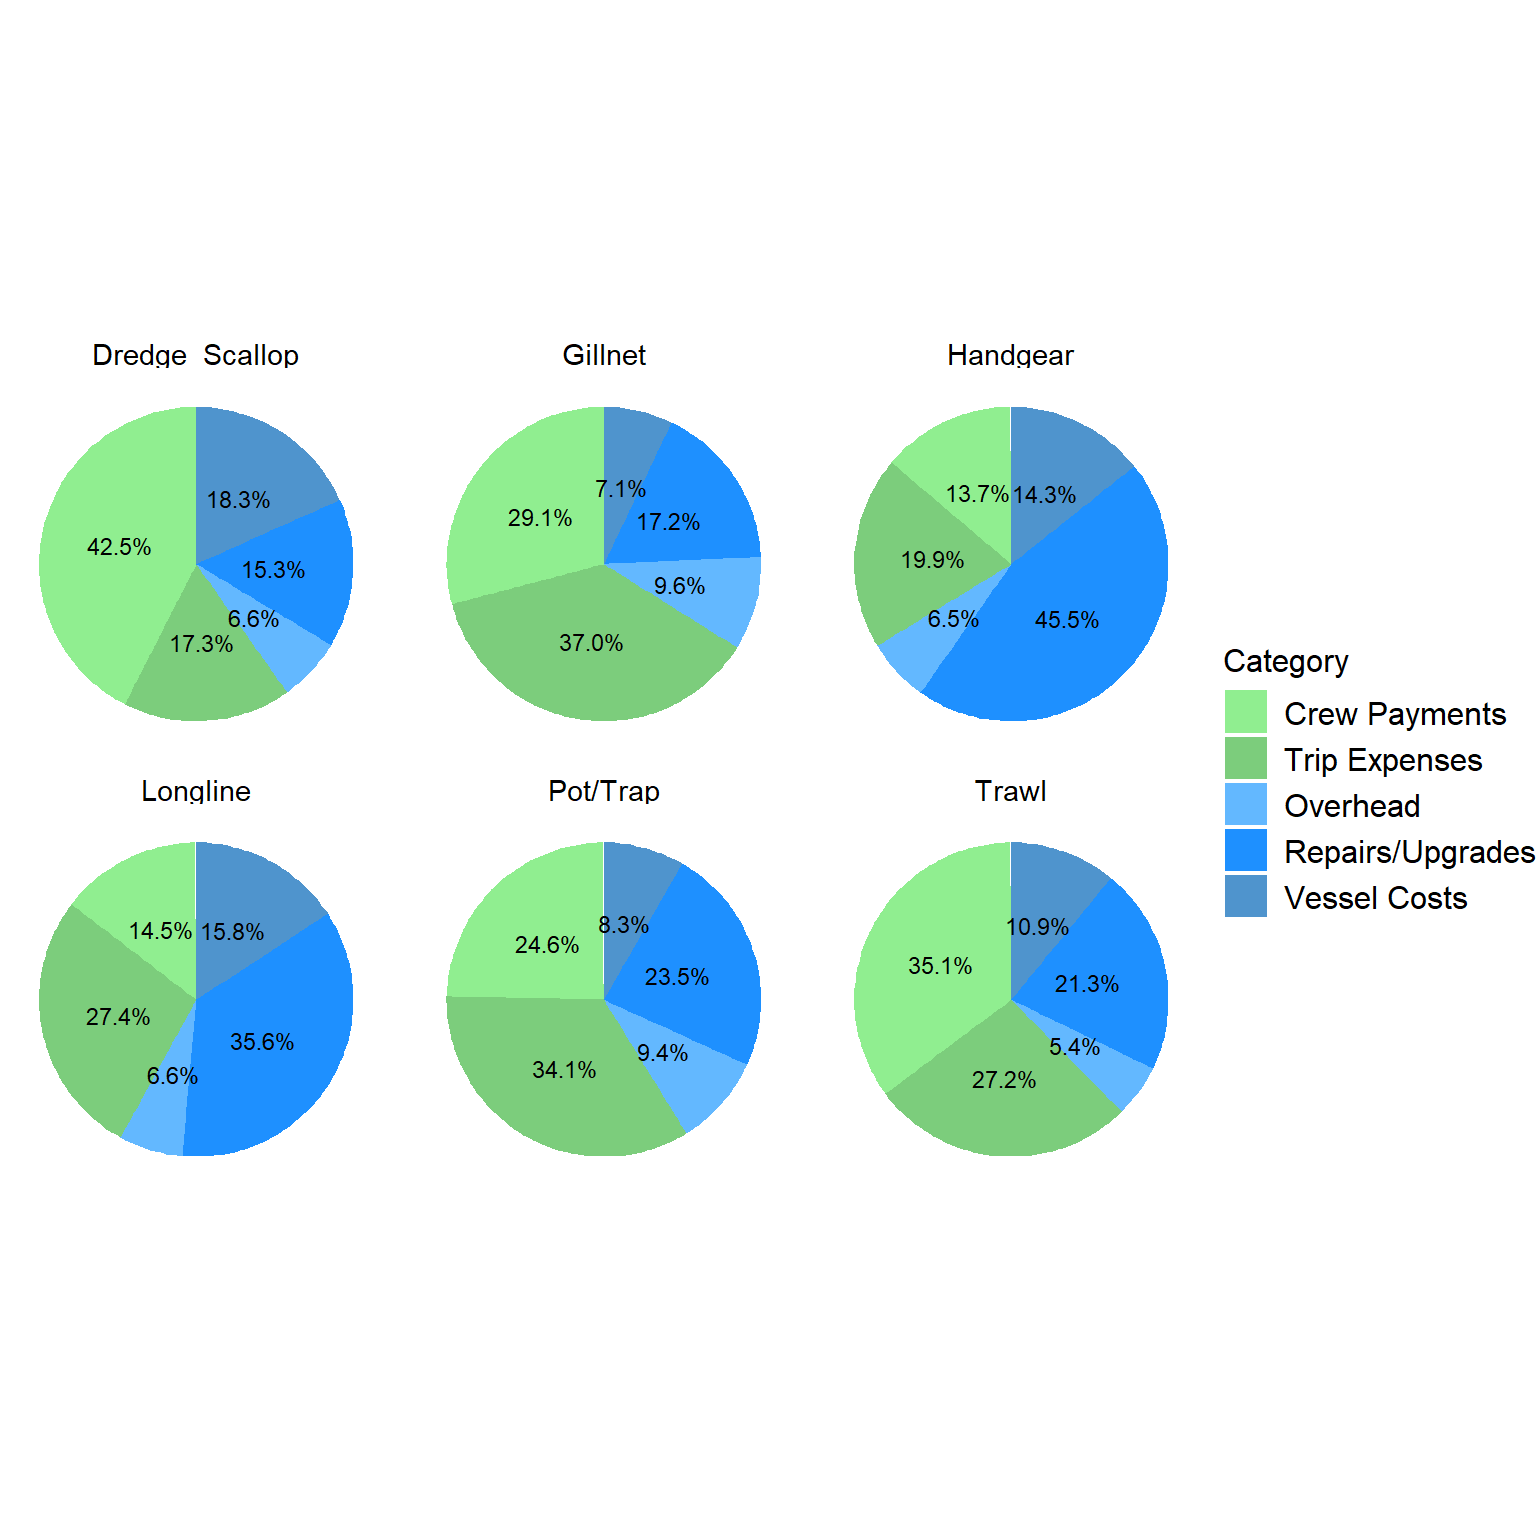 Dredge Scallop
Gillnet
Handgear
18.3%
15.3%
6.6%
17.3%
42.5%
7.1%
17.2%
9.6%
37.0%
29.1%
14.3%
45.5%
6.5%
19.9%
13.7%
Longline
Pot/Trap
Trawl
15.8%
35.6%
6.6%
27.4%
14.5%
8.3%
23.5%
9.4%
34.1%
24.6%
10.9%
21.3%
5.4%
27.2%
35.1%
Category
Crew Payments
Trip Expenses
Overhead
Repairs/Upgrades
Vessel Costs